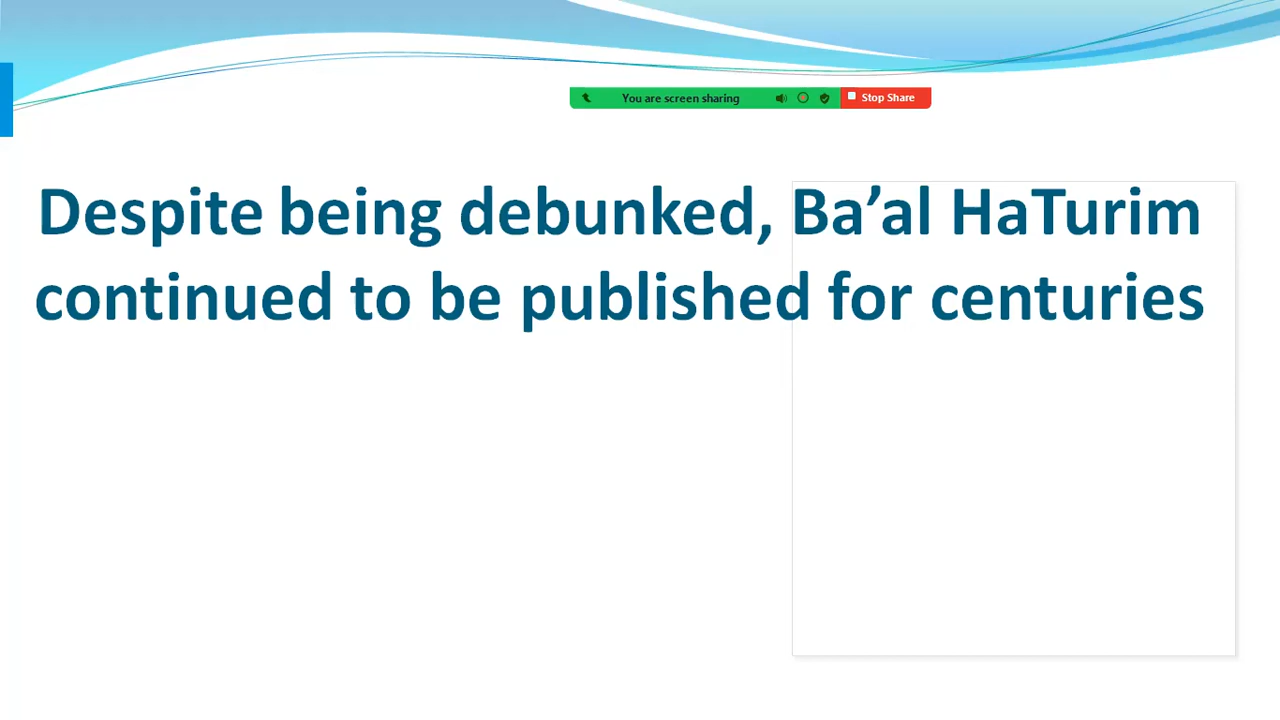 You are screen sharing
Stop Share
Despite being debunked, Ba’al HaTurim
continued to be published for centuries